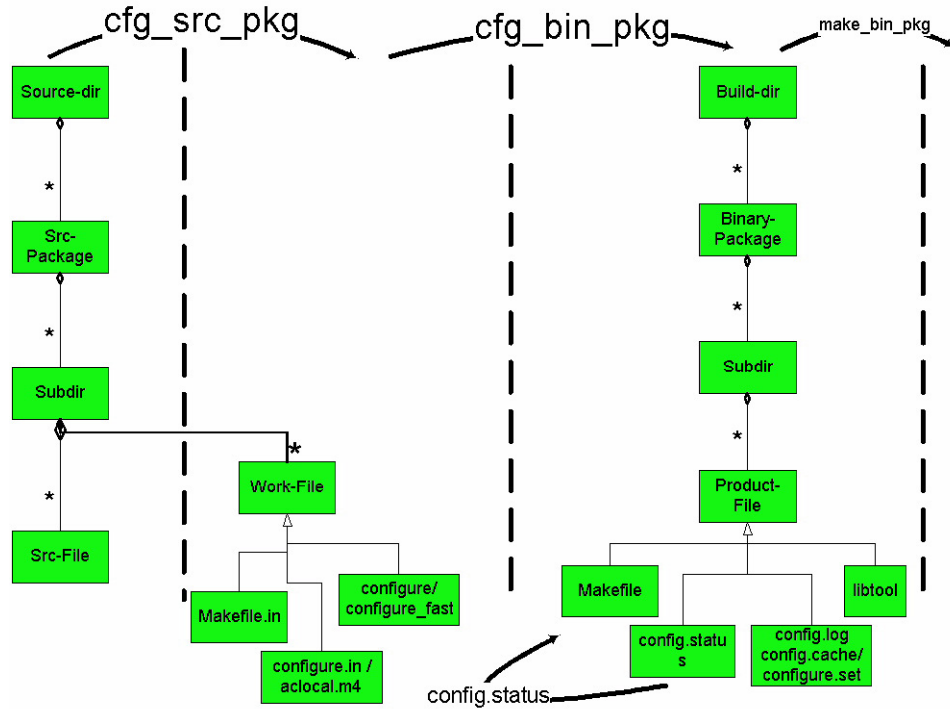 cfg_src_pkg
cfg_bin_pkg
make_bin_pkg
Source-dir
*
Src-
Package
*
Subdir
*
*
Src-File
Work-File
Makefile.in
configure/
configure_fast
configure.in /
aclocal.m4
Build-dir
*
Binary-
Package
*
Subdir
*
Product-
File
Makefile
libtool
config.statu
s
config.log
config.cache/
configure.set
config.status